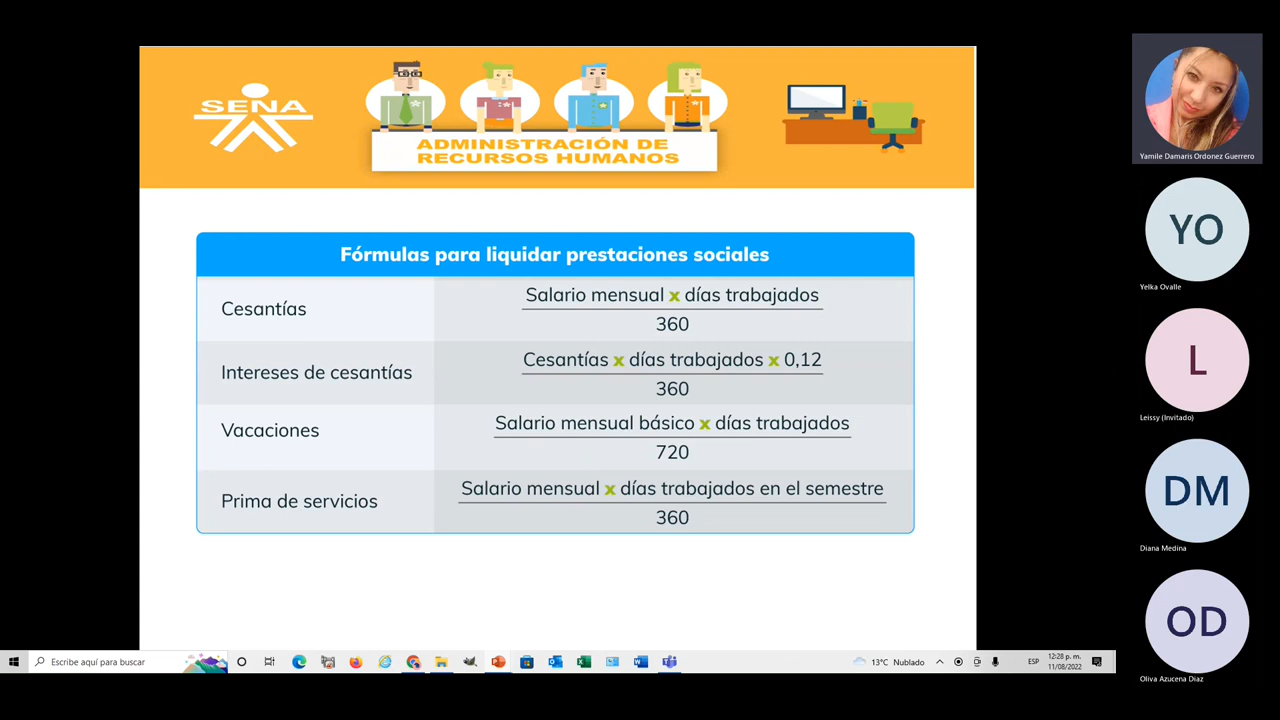 SENA
ADMINISTRACIÓN DE
RECURSOS HUMANOS
Fórmulas para liquidar prestaciones sociales
Cesantías
Salario mensual x días trabajados
360
Intereses de cesantías
Cesantías x días trabajados x 0,12
360
Vacaciones
Salario mensual básico x días trabajados
720
Prima de servicios
Salario mensual x días trabajados en el semestre
360
Yamile Damaris Ordonez Guerrero
YO
Yelka Ovalle
L
Leissy (Invitado)
DM
Diana Medina
OD
Oliva Azucena Diaz
Escribe aquí para buscar
13°C Nublado
ESP
12:28 p. m.
11/08/2022